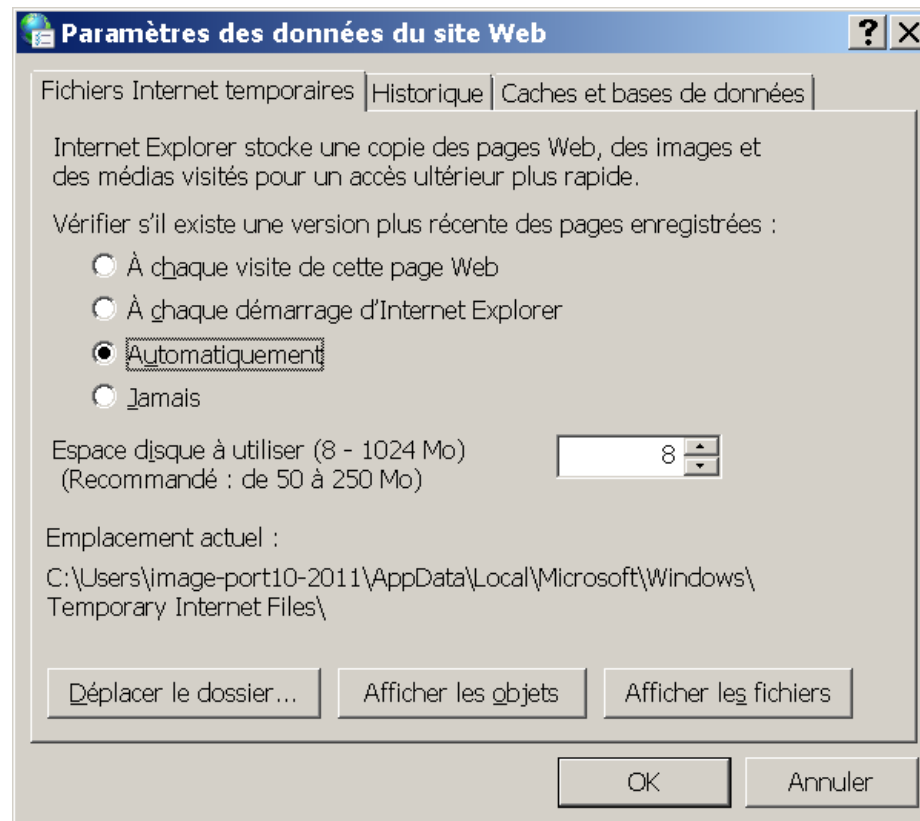 Paramètres des données du site Web
? X
Fichiers Internet temporaires Historique Caches et bases de données
Internet Explorer stocke une copie des pages Web, des images et
des médias visités pour un accès ultérieur plus rapide.
Vérifier s'il existe une version plus récente des pages enregistrées :
À chaque visite de cette page Web
À chaque démarrage d'Internet Explorer
Automatiquement
Jamais
Espace disque à utiliser (8 - 1024 Mo) 8
(Recommandé : de 50 à 250 Mo)
Emplacement actuel :
C:\Users\image-port10-2011\AppData\Local\Microsoft\Windows\
Temporary Internet Files\
Déplacer le dossier... Afficher les objets Afficher les fichiers
OK Annuler